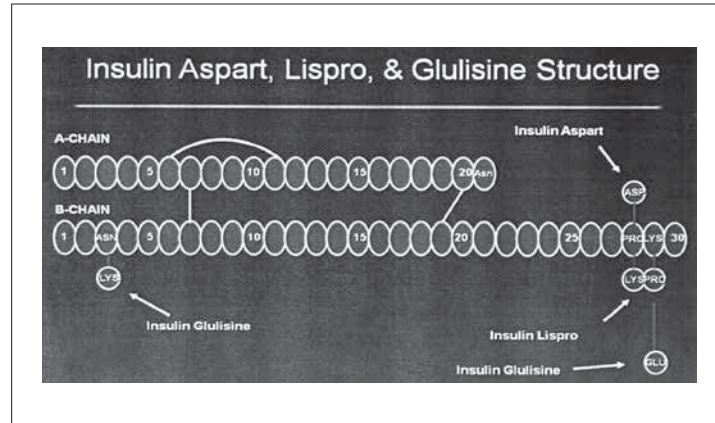 Insulin Aspart, Lispro, & Glulisine Structure
Insulin Aspart
A-CHAIN
1 5 10 15 20 Asn
ASP
B-CHAIN
1 ASN 5 10 15 20 25 PRO LYS 30
LYS LYS PRO
Insulin Glulisine
Insulin Lispro
Insulin Glulisine
GLU